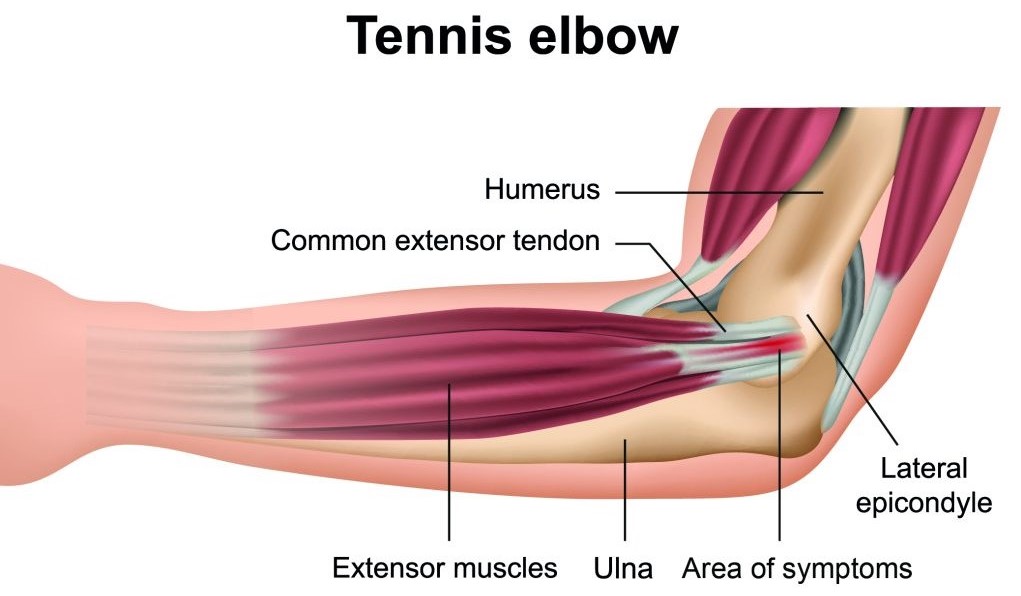 Tennis elbow
Humerus
Common extensor tendon
Lateral
epicondyle
Extensor muscles
Ulna
Area of symptoms